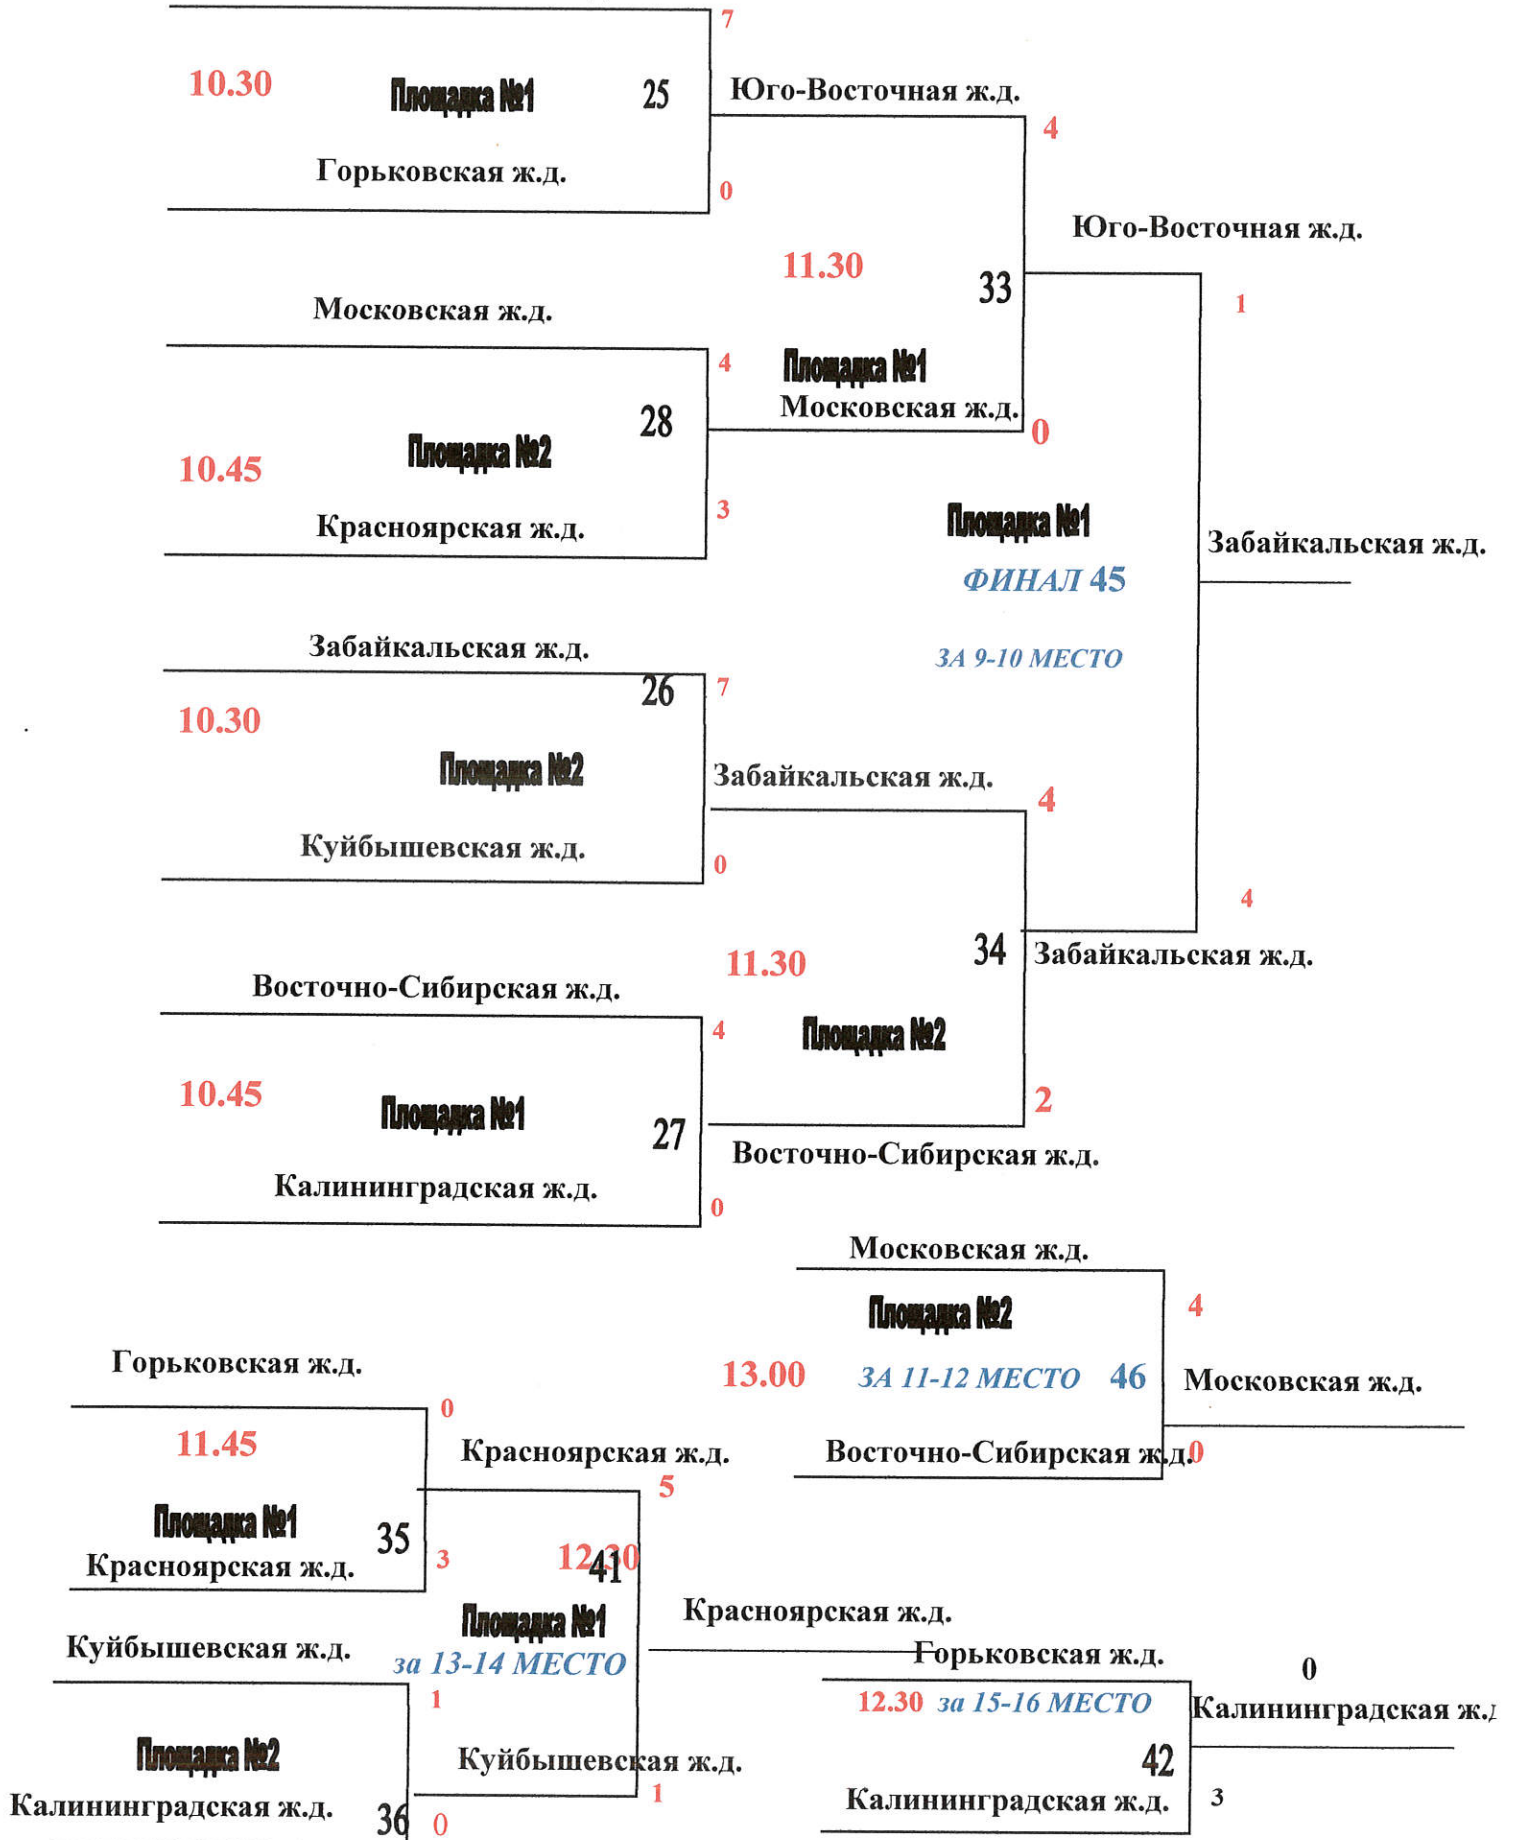 7
10.30 Площадка №1 25
Юго-Восточная ж.д.
4
Горьковская ж.д.
0
Юго-Восточная ж.д.
11.30
33
1
Московская ж.д.
4
Площадка №1
Московская ж.д.
0
28
Площадка №2
10.45
3
Красноярская ж.д.
Площадка №1
Забайкальская ж.д.
ФИНАЛ 45
ЗА 9-10 МЕСТО
Забайкальская ж.д.
26
7
10.30
Площадка №2
Забайкальская ж.д.
4
Куйбышевская ж.д.
0
4
34
Забайкальская ж.д.
11.30
Восточно-Сибирская ж.д.
4
Площадка №2
10.45
Площадка №1
27
2
Восточно-Сибирская ж.д.
Калининградская ж.д.
0
Московская ж.д.
Площадка №2
4
13.00 ЗА 11-12 МЕСТО 46
Московская ж.д.
Восточно-Сибирская ж.д.
0
Горьковская ж.д.
0
11.45
Красноярская ж.д.
5
Площадка №1
35
Красноярская ж.д.
3
12.30
41
Площадка №1
за 13-14 МЕСТО
Красноярская ж.д.
Куйбышевская ж.д.
1
Горьковская ж.д.
0
12.30 за 15-16 МЕСТО
Калининградская ж.д
Площадка №2
Куйбышевская ж.д.
1
42
Калининградская ж.д.
36
0
Калининградская ж.д.
3